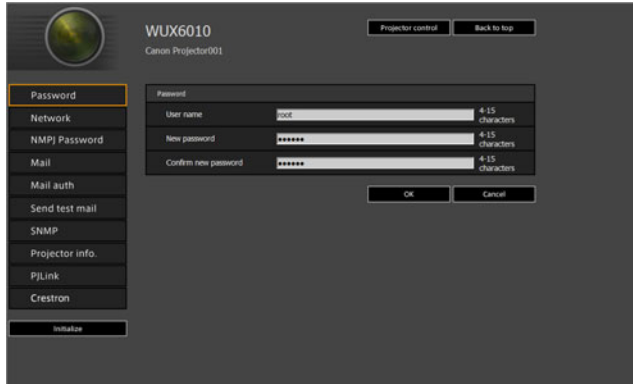 WUX6010
Canon Projector001
Projector control
Back to top
Password
Network
NMPJ Password
Mail
Mail auth
Send test mail
SNMP
Projector info.
PJLink
Crestron
Initialize
Password
User name
root
4-15
characters
New password
••••••
4-15
characters
Confirm new password
••••••
4-15
characters
OK
Cancel